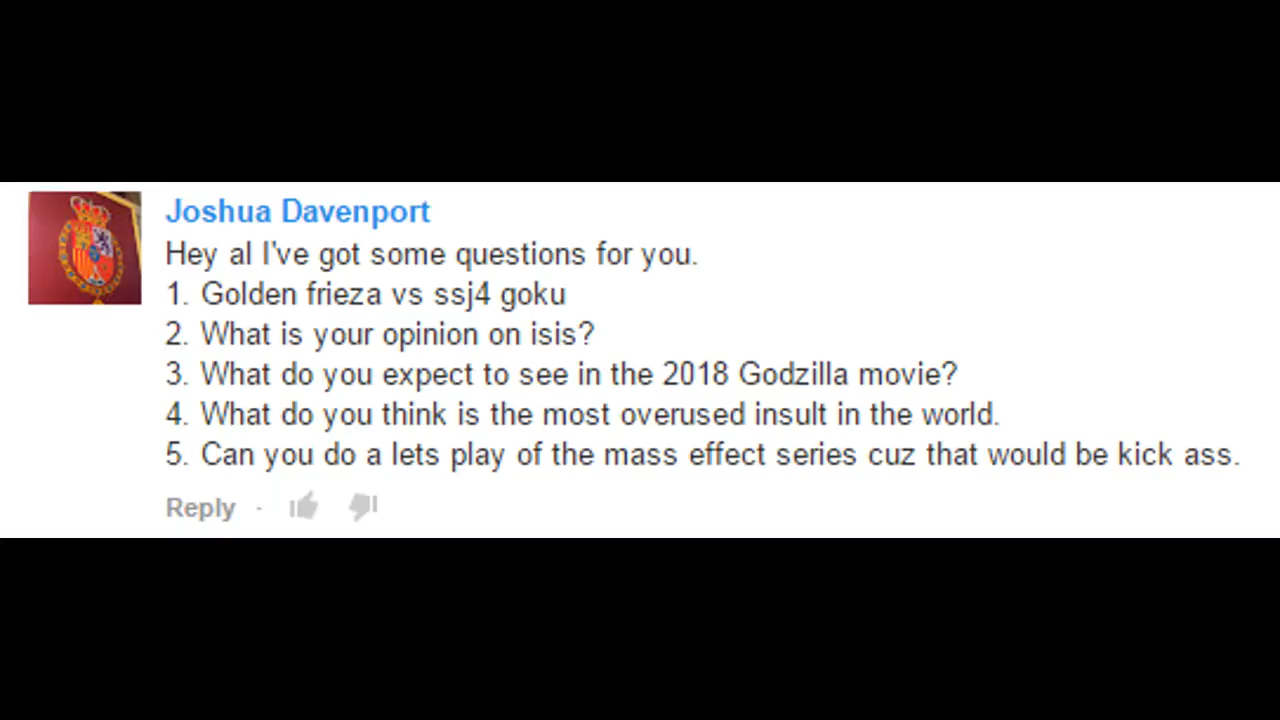 Joshua Davenport
Hey al I've got some questions for you.
1. Golden frieza vs ssj4 goku
2. What is your opinion on isis?
3. What do you expect to see in the 2018 Godzilla movie?
4. What do you think is the most overused insult in the world.
5. Can you do a lets play of the mass effect series cuz that would be kick ass.
Reply ·